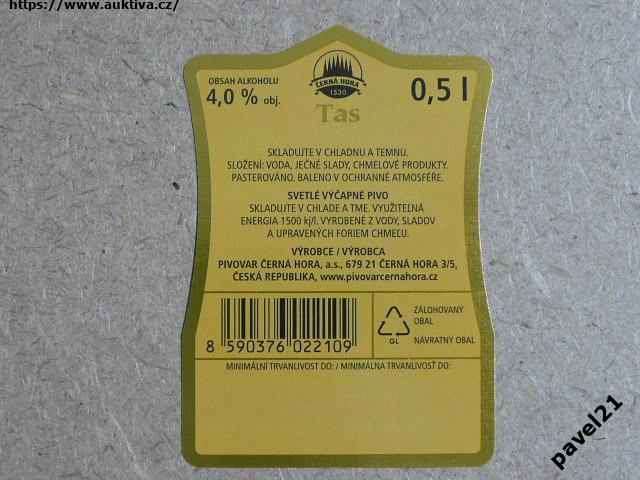 https://www.auktiva.cz/
OBSAH ALKOHOLU
4,0 % obj.
ČERNÁ HORA
1530
0,5 l
Tas
SKLADUJTE V CHLADNU A TEMNU.
SLOŽENÍ: VODA, JEČNÉ SLADY, CHMELOVÉ PRODUKTY.
PASTEROVÁNO. BALENO V OCHRANNÉ ATMOSFÉŘE.
SVETLÉ VÝČAPNÉ PIVO
SKLADUJTE V CHLADE A TME. VYUŽITEĽNÁ
ENERGIA 1500 kj/l. VYROBENÉ Z VODY, SLADOV
A UPRAVENÝCH FORIEM CHMEĽU.
VÝROBCE / VÝROBCA
PIVOVAR ČERNÁ HORA, a.s., 679 21 ČERNÁ HORA 3/5,
ČESKÁ REPUBLIKA, www.pivovarcernahora.cz
8 590376 022109
GL
ZÁLOHOVANÝ
OBAL
NÁVRATNÝ OBAL
MINIMÁLNÍ TRVANLIVOST DO: / MINIMÁLNA TRVANLIVOST DO:
pavel21